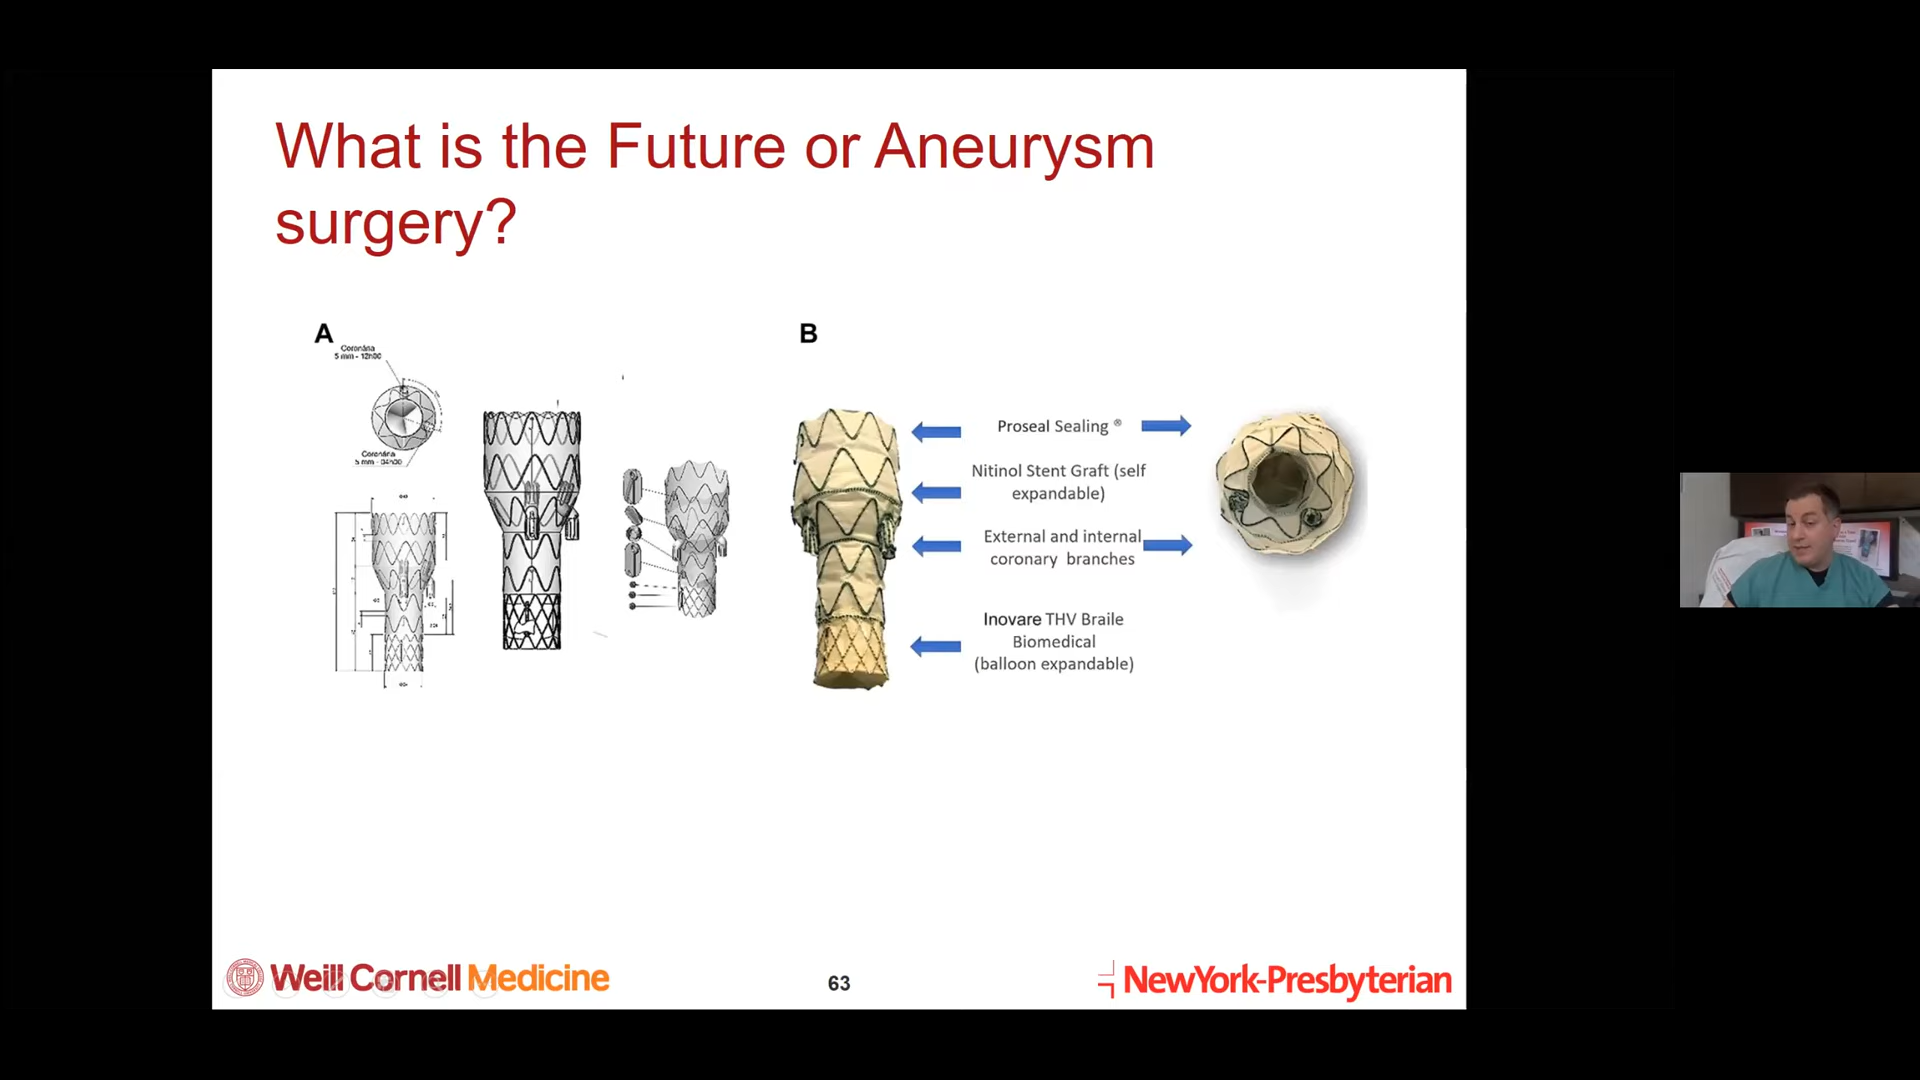 What is the Future or Aneurysm
surgery?
A
Coronária
5 mm - 12h00
Coronária
5 mm - 04h00
B
Proseal Sealing ®
Nitinol Stent Graft (self
expandable)
External and internal
coronary branches
Inovare THV Braile
Biomedical
(balloon expandable)
Weill Cornell Medicine
63
NewYork-Presbyterian